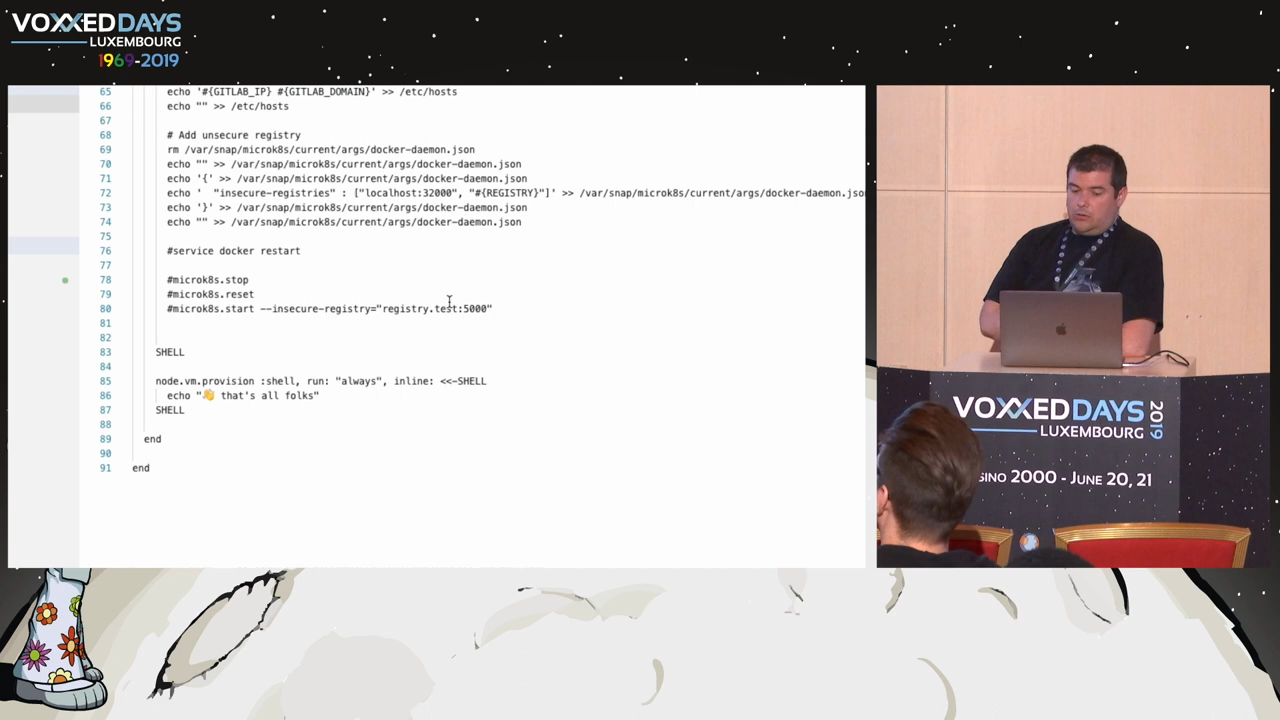 VOXXED DAYS
LUXEMBOURG
1969-2019
65 echo '#{GITLAB_IP} #{GITLAB_DOMAIN}' >> /etc/hosts
66 echo "" >> /etc/hosts
67
68 # Add unsecure registry
69 rm /var/snap/microk8s/current/args/docker-daemon.json
70 echo "" >> /var/snap/microk8s/current/args/docker-daemon.json
71 echo '{' >> /var/snap/microk8s/current/args/docker-daemon.json
72 echo '  "insecure-registries" : ["localhost:32000", "#{REGISTRY}"]' >> /var/snap/microk8s/current/args/docker-daemon.jso
73 echo '}' >> /var/snap/microk8s/current/args/docker-daemon.json
74 echo "" >> /var/snap/microk8s/current/args/docker-daemon.json
75
76 #service docker restart
77
78 #microk8s.stop
79 #microk8s.reset
80 #microk8s.start --insecure-registry="registry.test:5000"
81
82
83 SHELL
84
85 node.vm.provision :shell, run: "always", inline: <<-SHELL
86 echo "👋 that's all folks"
87 SHELL
88
89 end
90
91 end
VOXXED DAYS 2019
LUXEMBOURG
SINO 2000 - JUNE 20, 21